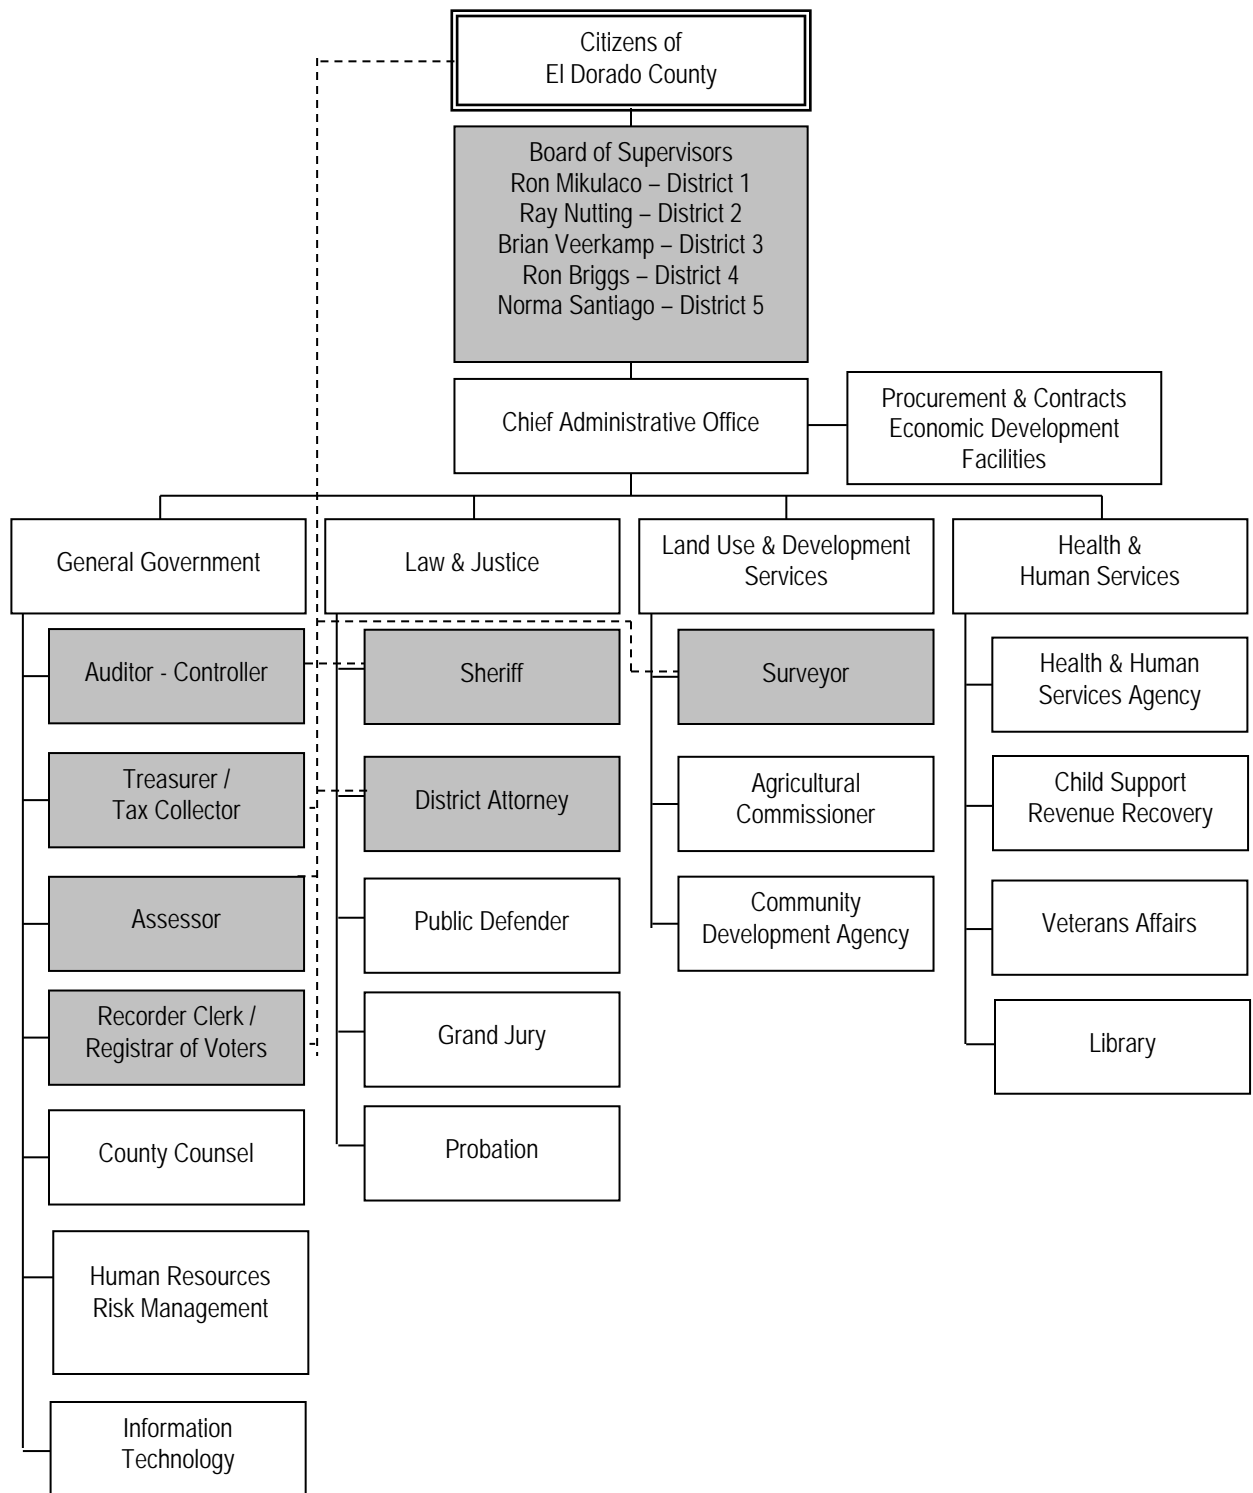 Citizens of
El Dorado County
Board of Supervisors
Ron Mikulaco – District 1
Ray Nutting – District 2
Brian Veerkamp – District 3
Ron Briggs – District 4
Norma Santiago – District 5
Chief Administrative Office
Procurement & Contracts
Economic Development
Facilities
General Government
Auditor - Controller
Treasurer /
Tax Collector
Assessor
Recorder Clerk /
Registrar of Voters
County Counsel
Human Resources
Risk Management
Information
Technology
Law & Justice
Sheriff
District Attorney
Public Defender
Grand Jury
Probation
Land Use & Development
Services
Surveyor
Agricultural
Commissioner
Community
Development Agency
Health &
Human Services
Health & Human
Services Agency
Child Support
Revenue Recovery
Veterans Affairs
Library